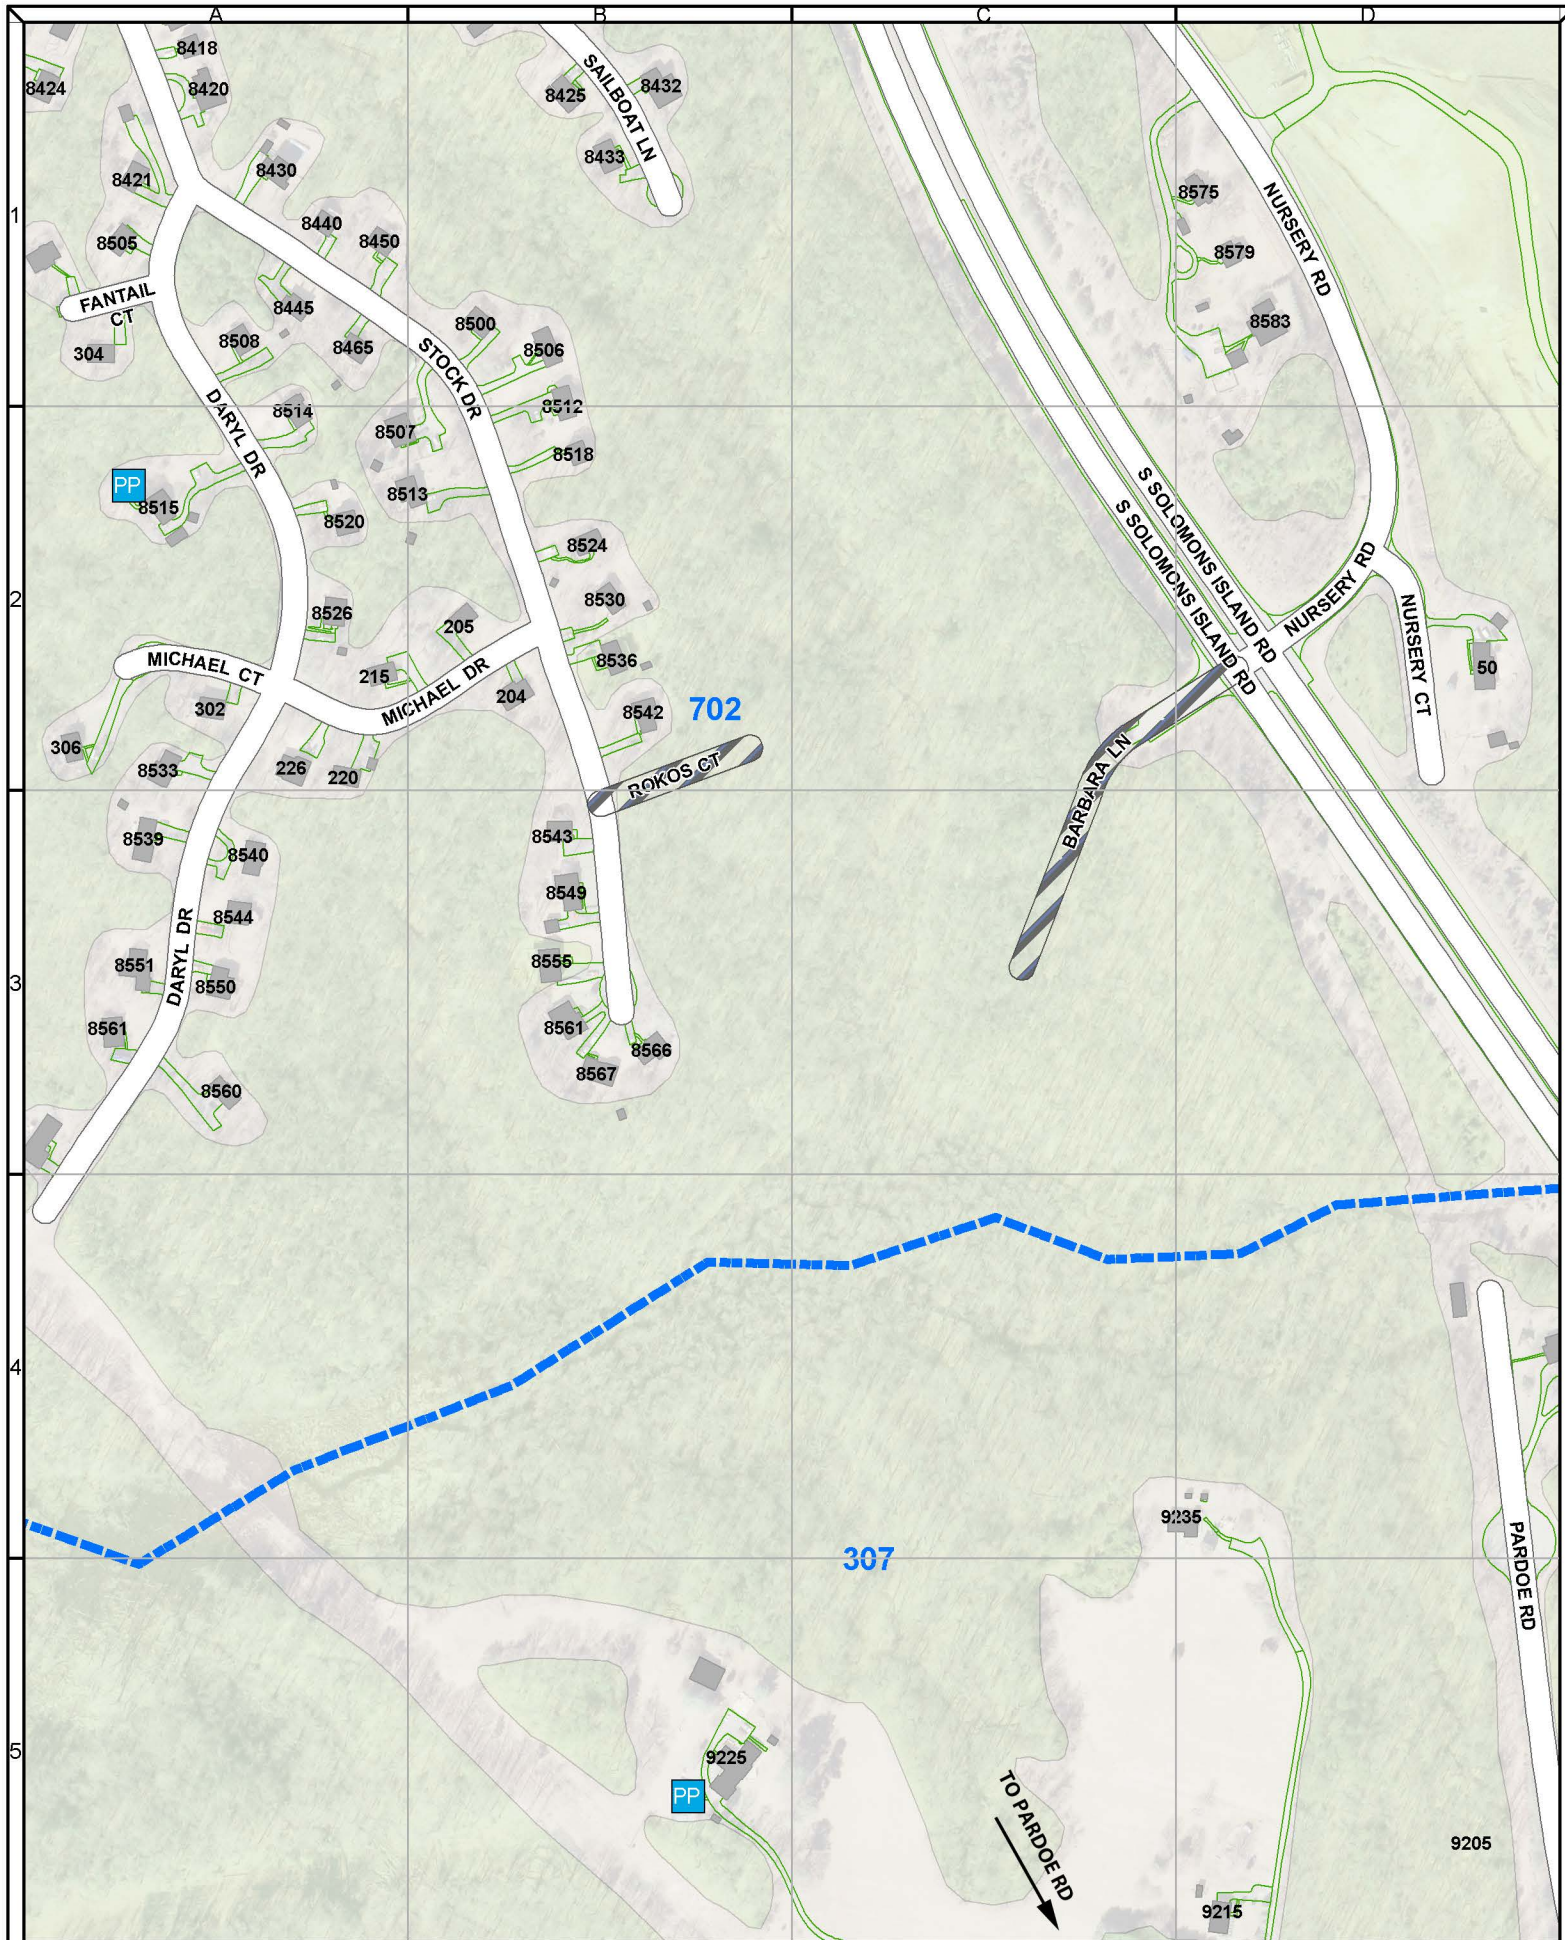 A
B
C
D
8418
8424
8420
8425
SAILBOAT LN
8432
8433
8421
8430
8575
NURSERY RD
1
8440
8505
8450
8579
FANTAIL
CT
8445
8583
304
8508
8465
8500
STOCK DR
8506
DARYL DR
8514
8512
8507
8518
PP
8515
8513
8520
S SOLOMONS ISLAND RD
S SOLOMONS ISLAND RD
8524
NURSERY RD
2
8526
205
8530
NURSERY CT
MICHAEL CT
215
MICHAEL DR
8536
50
302
204
702
8542
306
8533
226
220
ROKOS CT
BARBARA LN
8539
8540
8543
8549
DARYL DR
8544
8551
8550
8555
3
8561
8561
8566
8567
8560
4
9235
307
PARDOE RD
5
9225
PP
TO PARDOE RD
9205
9215